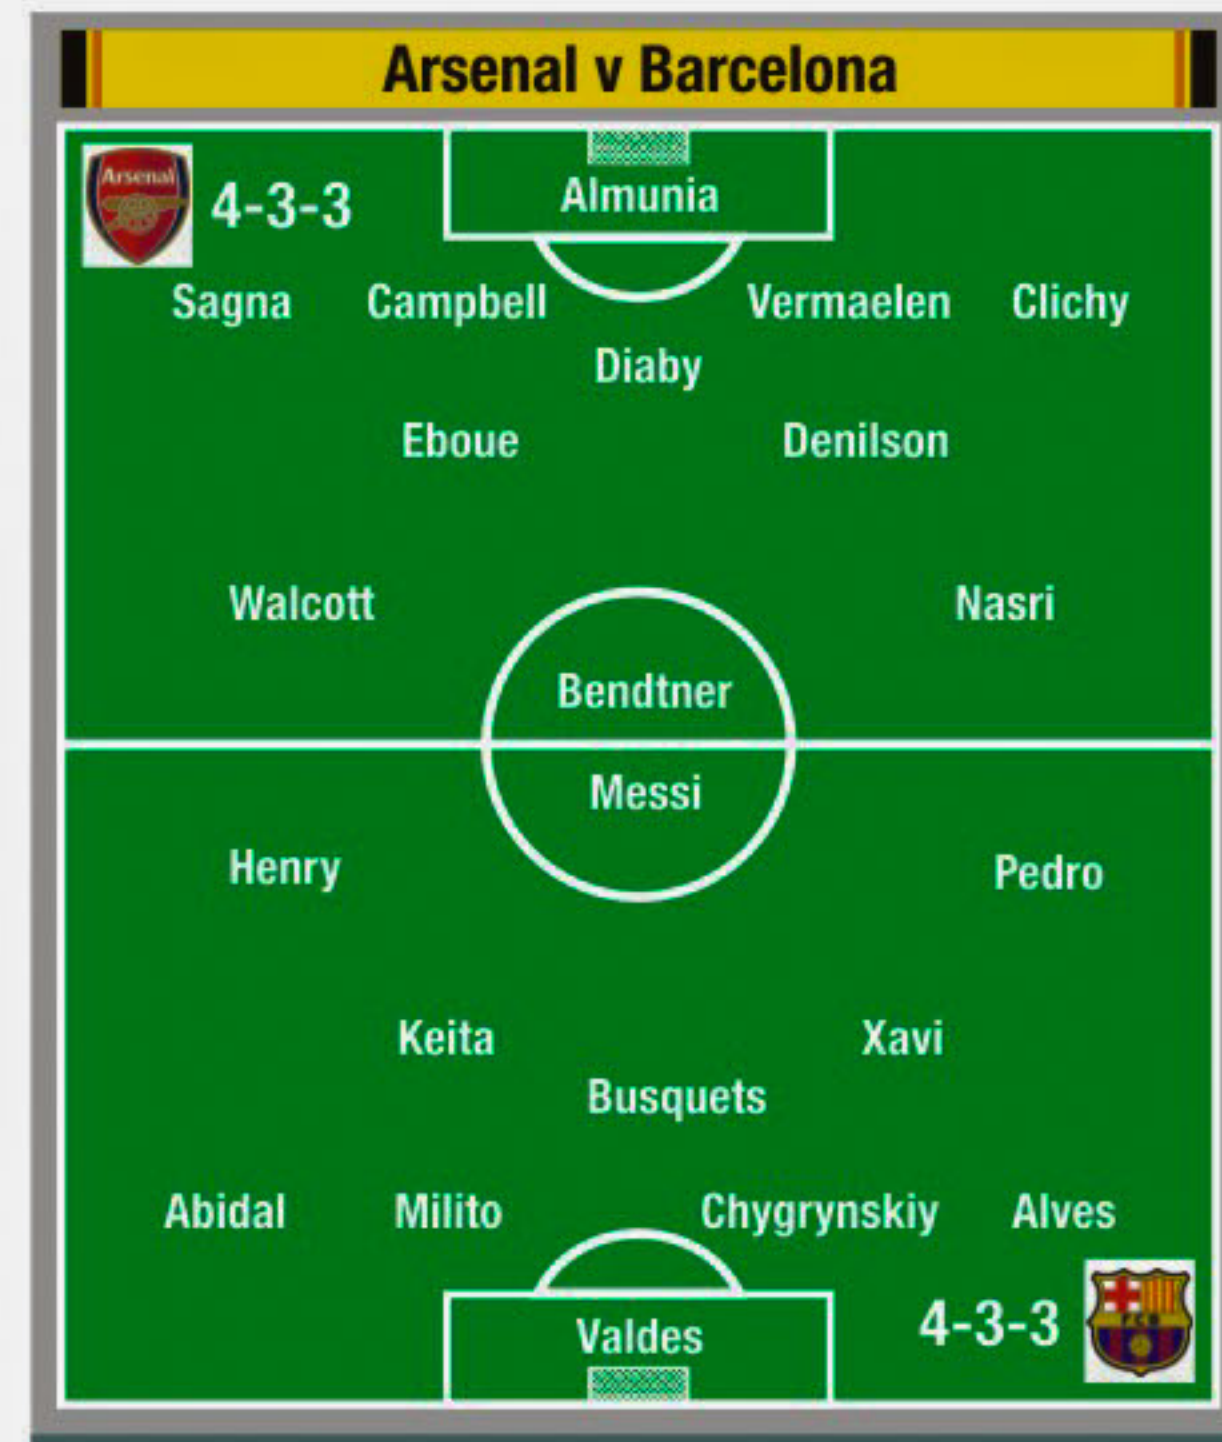 Arsenal v Barcelona
Arsenal
4-3-3
Almunia
Sagna Campbell Vermaelen Clichy
Diaby
Eboue Denilson
Walcott Nasri
Bendtner
Messi
Henry Pedro
Keita Xavi
Busquets
Abidal Milito Chygrynskiy Alves
Valdes
4-3-3
FCB